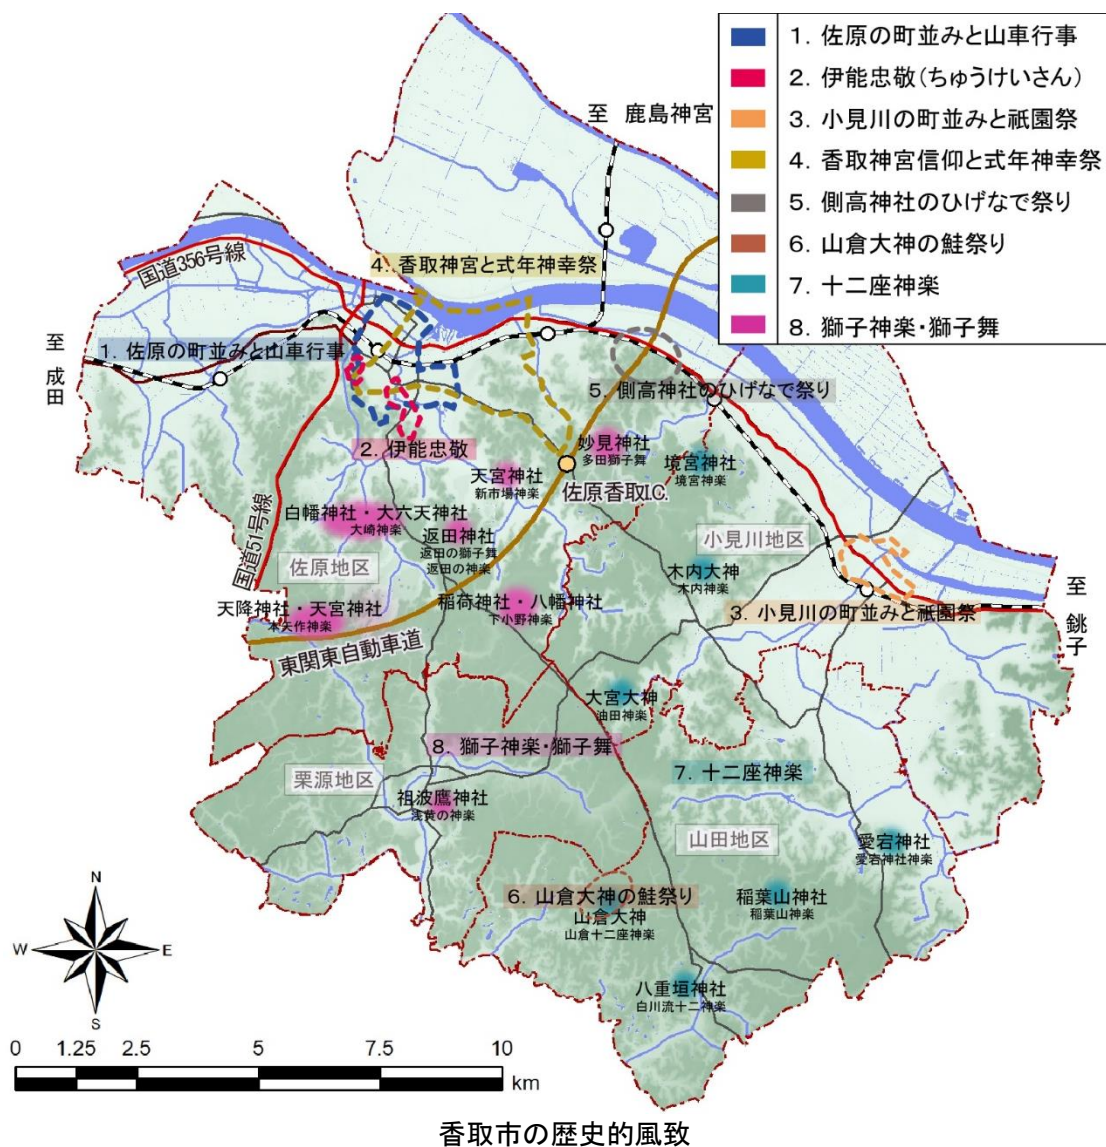 1. 佐原の町並みと山車行事
2. 伊能忠敬(ちゅうけいさん)
3. 小見川の町並みと祇園祭
4. 香取神宮信仰と式年神幸祭
5. 側高神社のひげなで祭り
6. 山倉大神の鮭祭り
7. 十二座神楽
8. 獅子神楽・獅子舞
至 鹿島神宮
国道356号線
4. 香取神宮と式年神幸祭
至 成田
1. 佐原の町並みと山車行事
5. 側高神社のひげなで祭り
2. 伊能忠敬
妙見神社
多田獅子舞
境宮神社
境宮神楽
天宮神社
新市場神楽
佐原香取I.C.
国道51号線
白幡神社・大六天神社
大崎神楽
返田神社
返田の獅子舞
返田の神楽
小見川地区
佐原地区
木内大神
木内神楽
至 銚子
天降神社・天宮神社
本矢作神楽
稲荷神社・八幡神社
下小野神楽
3. 小見川の町並みと祇園祭
東関東自動車道
大宮大神
油田神楽
8. 獅子神楽・獅子舞
7. 十二座神楽
栗源地区
祖波鷹神社
浅黄の神楽
山田地区
愛宕神社
愛宕神社神楽
6. 山倉大神の鮭祭り
山倉大神
山倉十二座神楽
稲葉山神社
稲葉山神楽
八重垣神社
白川流十二神楽
N
W
E
S
0 1.25 2.5 5 7.5 10
km
香取市の歴史的風致